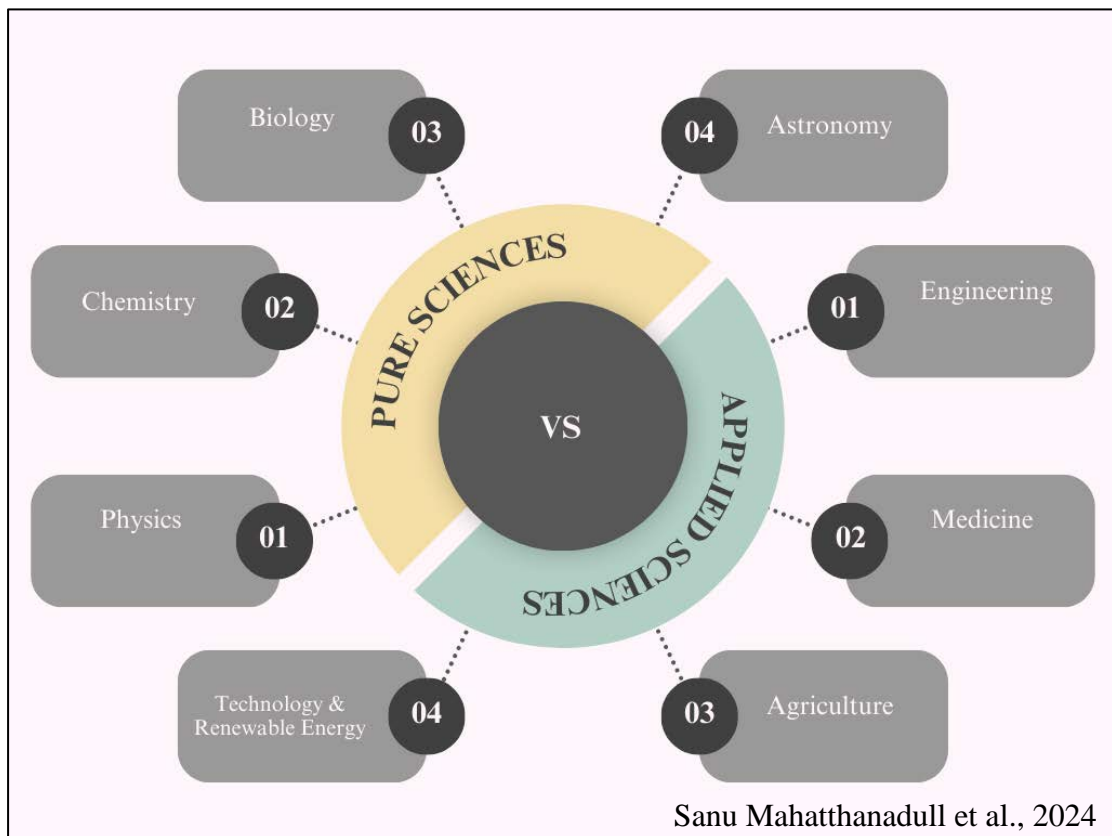 Biology
03
04
Astronomy
PURE SCIENCES
Chemistry
02
01
Engineering
VS
APPLIED SCIENCES
Physics
01
02
Medicine
Technology &
Renewable Energy
04
03
Agriculture
Sanu Mahatthanadull et al., 2024